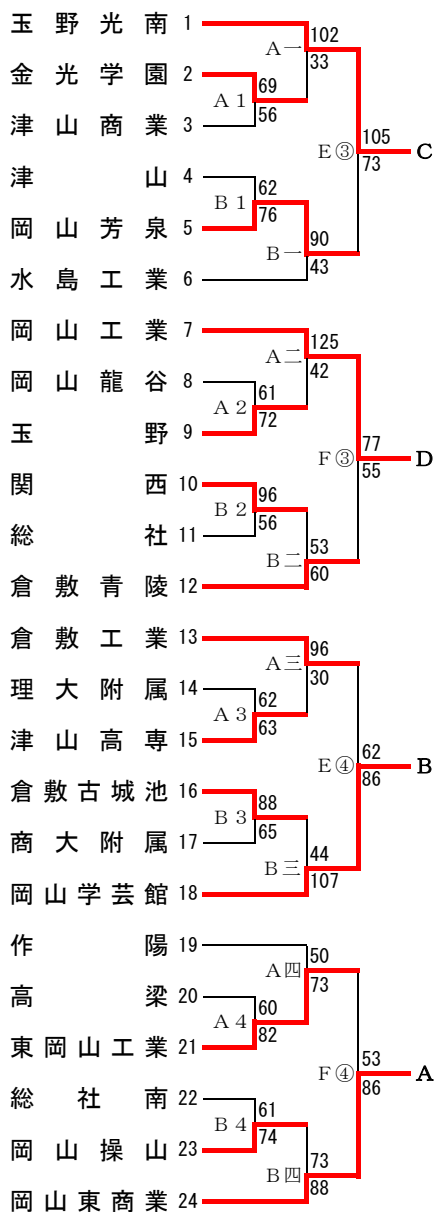 玉野光南 1
102
A一
33
金光学園 2
69
A1
56
105
津山商業 3
E③ C
73
津山 4
62
B1
76
岡山芳泉 5
90
B一
43
水島工業 6
岡山工業 7
125
A二
42
岡山龍谷 8
61
A2
72
玉野 9
77
F③ D
55
関西 10
96
B2
56
総社 11
53
B二
60
倉敷青陵 12
倉敷工業 13
96
A三
30
理大附属 14
62
A3
63
津山高専 15
62
E④ B
86
倉敷古城池 16
88
B3
65
商大附属 17
44
B三
107
岡山学芸館 18
作陽 19
50
A四
73
高梁 20
60
A4
82
東岡山工業 21
53
F④ A
86
総社南 22
61
B4
74
岡山操山 23
73
B四
88
岡山東商業 24